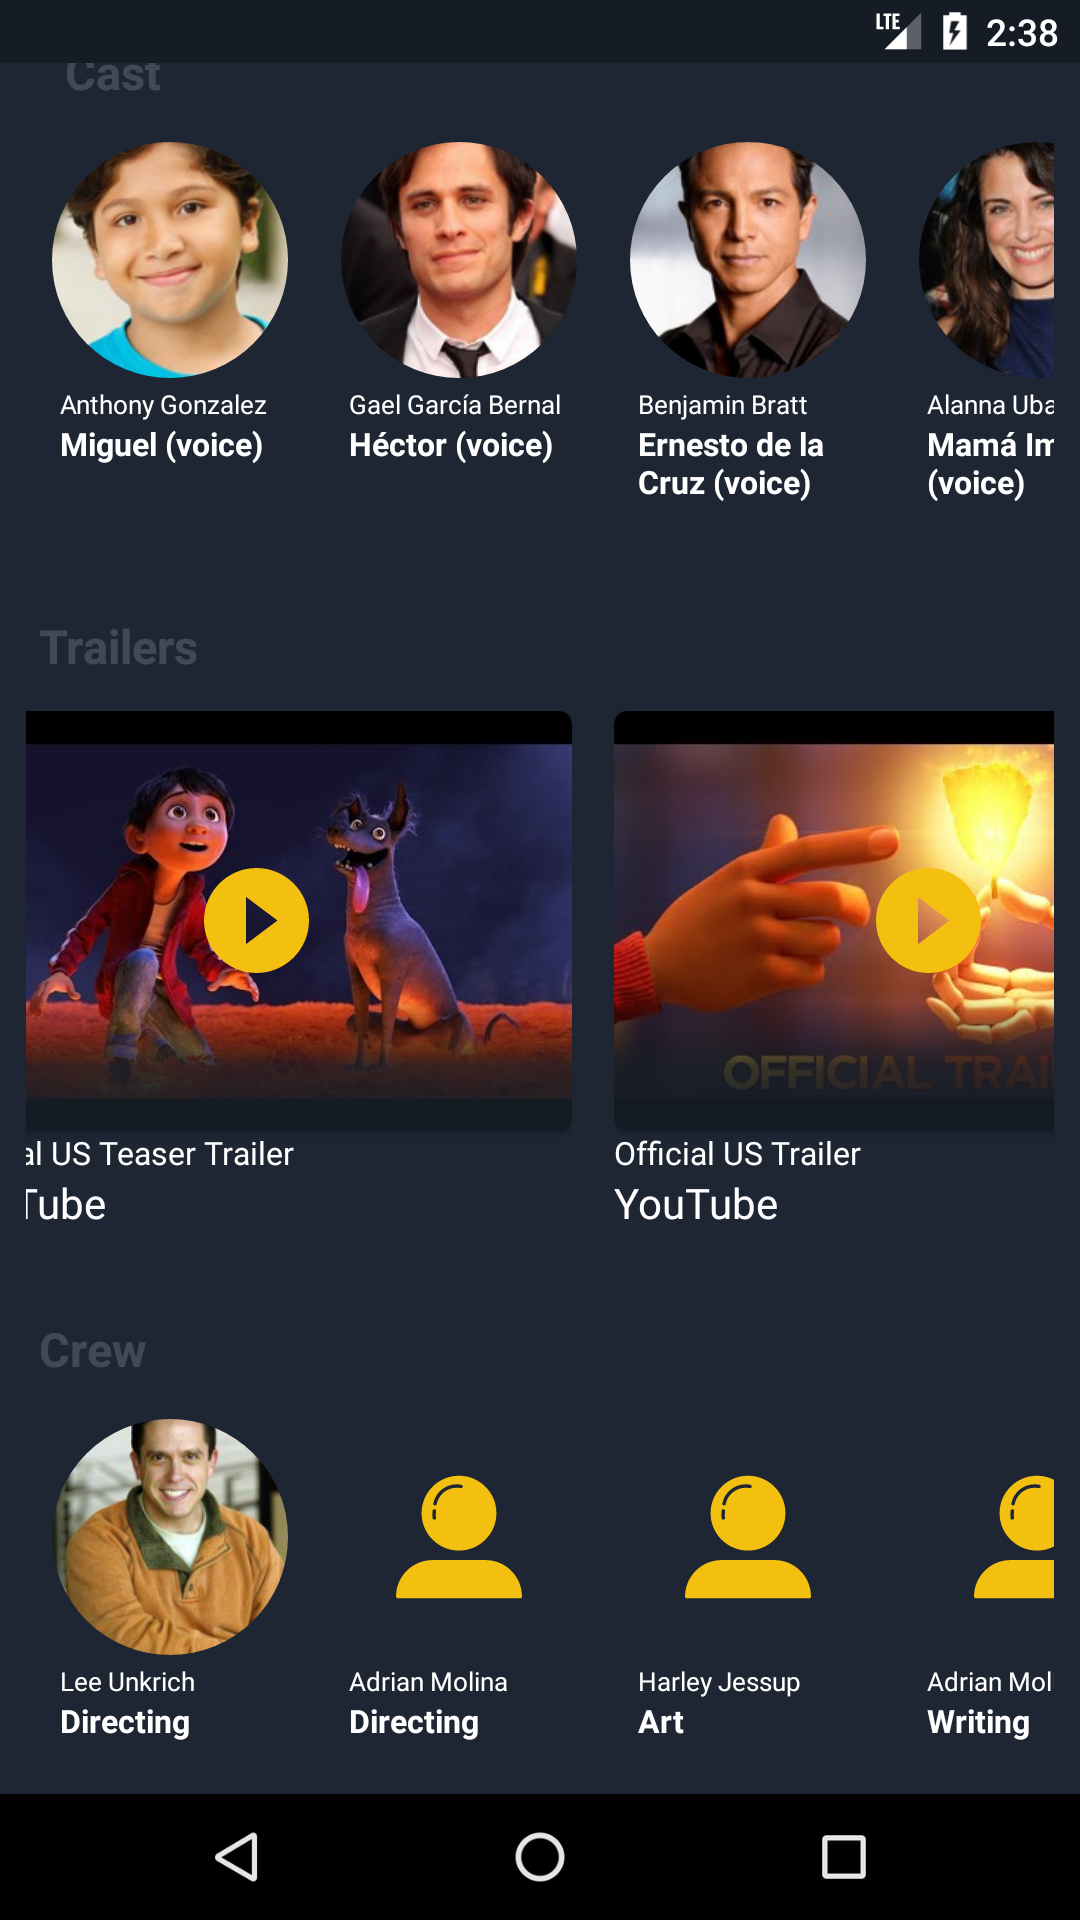 LTE 2:38
Cast
Anthony Gonzalez
Miguel (voice)
Gael García Bernal
Héctor (voice)
Benjamin Bratt
Ernesto de la
Cruz (voice)
Alanna Uba
Mamá Im
(voice)
Trailers
OFFICIAL TRAI
al US Teaser Trailer
Tube
Official US Trailer
YouTube
Crew
Lee Unkrich
Directing
Adrian Molina
Directing
Harley Jessup
Art
Adrian Mol
Writing